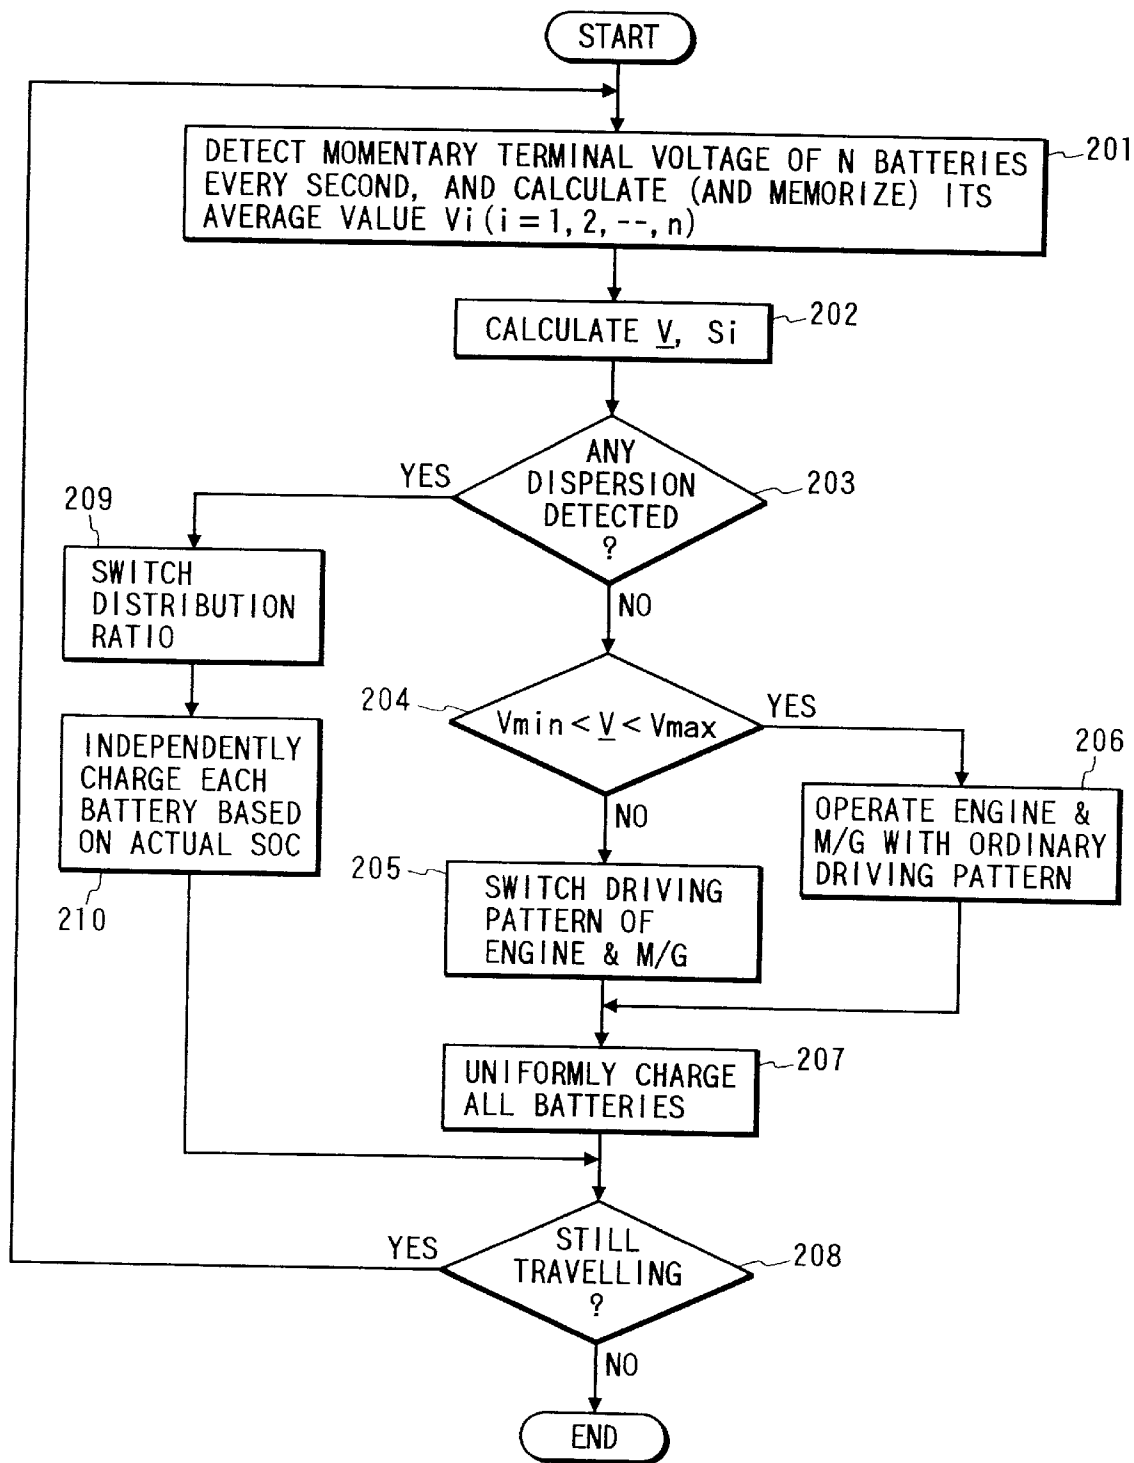 START
DETECT MOMENTARY TERMINAL VOLTAGE OF N BATTERIES
EVERY SECOND, AND CALCULATE (AND MEMORIZE) ITS
AVERAGE VALUE Vi (i = 1, 2, --, n)
201
CALCULATE V, Si
202
ANY
DISPERSION
DETECTED
?
203
YES
NO
209
SWITCH
DISTRIBUTION
RATIO
INDEPENDENTLY
CHARGE EACH
BATTERY BASED
ON ACTUAL SOC
210
204
Vmin < V < Vmax
YES
NO
206
OPERATE ENGINE &
M/G WITH ORDINARY
DRIVING PATTERN
205
SWITCH DRIVING
PATTERN OF
ENGINE & M/G
UNIFORMLY CHARGE
ALL BATTERIES
207
STILL
TRAVELLING
?
208
YES
NO
END